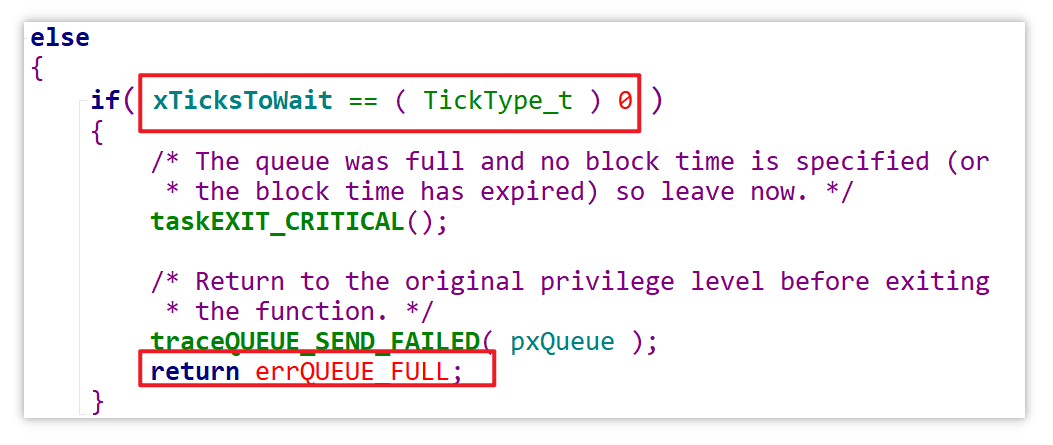 else
{
if( xTicksToWait == ( TickType_t ) 0 )
{
/* The queue was full and no block time is specified (or
* the block time has expired) so leave now. */
taskEXIT_CRITICAL();
/* Return to the original privilege level before exiting
* the function. */
traceQUEUE_SEND_FAILED( pxQueue );
return errQUEUE_FULL;
}